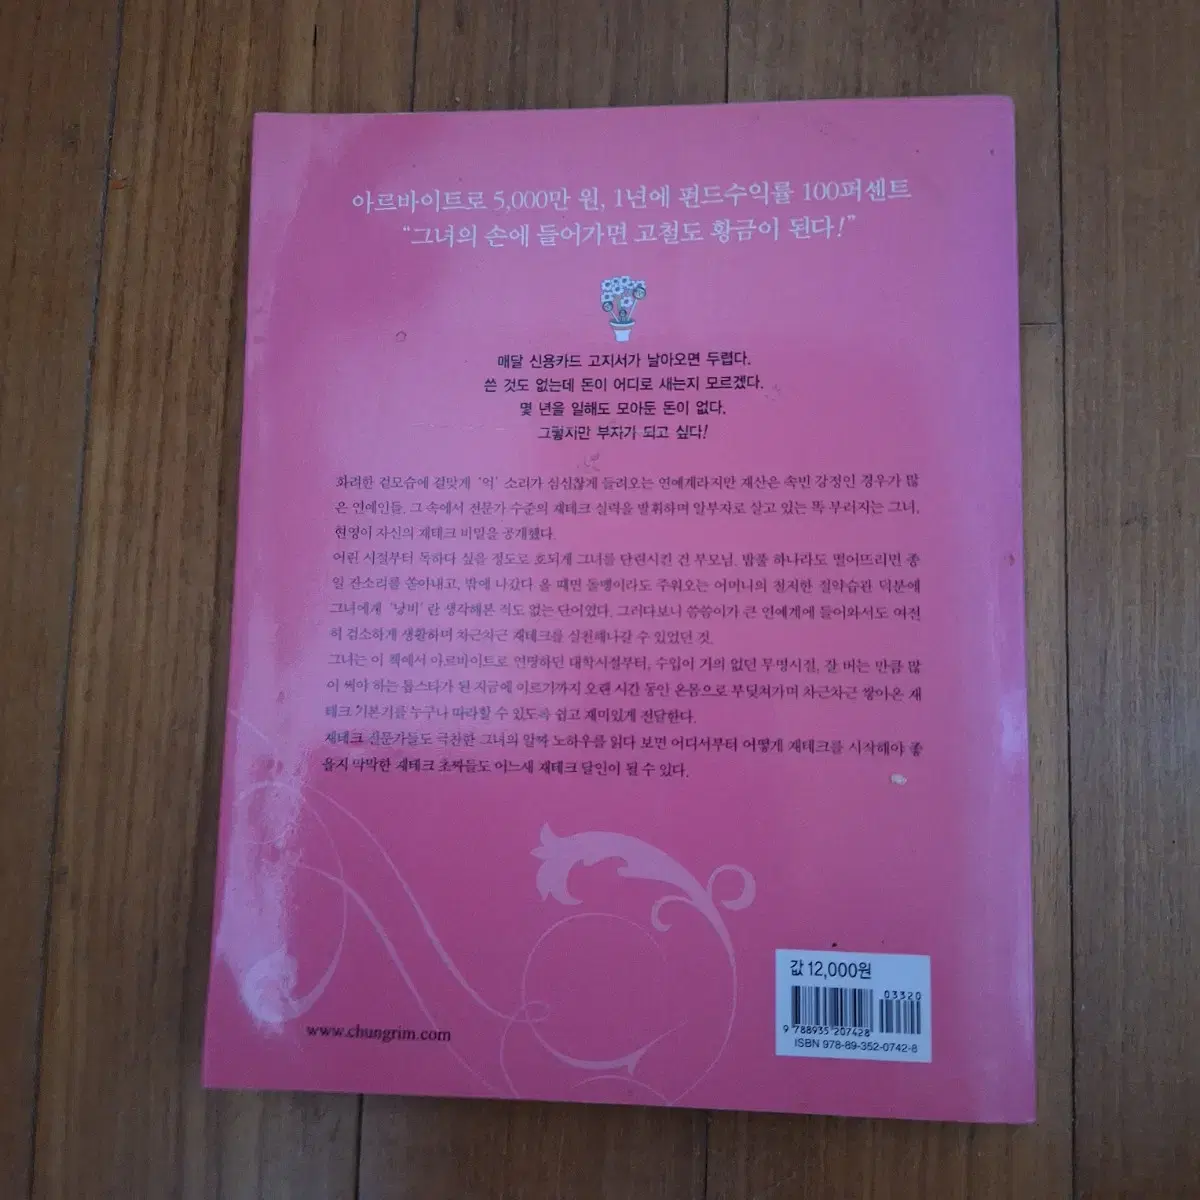 아르바이트로 5,000만 원, 1년에 펀드수익률 100퍼센트
“그녀의 손에 들어가면 고철도 황금이 된다!”
매달 신용카드 고지서가 날아오면 두렵다.
쓴 것도 없는데 돈이 어디로 새는지 모르겠다.
몇 년을 일해도 모아둔 돈이 없다.
그렇지만 부자가 되고 싶다!
화려한 겉모습에 걸맞게 ‘억’ 소리가 심심찮게 들려오는 연예계라지만 재산은 속빈 강정인 경우가 많
은 연예인들. 그 속에서 전문가 수준의 재테크 실력을 발휘하며 알부자로 살고 있는 똑 부러지는 그녀,
현영이 자신의 재테크 비밀을 공개했다.
어린 시절부터 독하다 싶을 정도로 호되게 그녀를 단련시킨 건 부모님. 밥풀 하나라도 떨어뜨리면 종
일 잔소리를 쏟아내고, 밖에 나갔다 올 때면 돌멩이라도 주워오는 어머니의 철저한 절약습관 덕분에
그녀에게 ‘낭비’란 생각해본 적도 없는 단어였다. 그러다보니 씀씀이가 큰 연예계에 들어와서도 여전
히 검소하게 생활하며 차근차근 재테크를 실천해나갈 수 있었던 것.
그녀는 이 책에서 아르바이트로 연명하던 대학시절부터, 수입이 거의 없던 무명시절, 잘 버는 만큼 많
이 써야 하는 톱스타가 된 지금에 이르기까지 오랜 시간 동안 온몸으로 부딪쳐가며 차근차근 쌓아온 재
테크 기본기를 누구나 따라할 수 있도록 쉽고 재미있게 전달한다.
재테크 전문가들도 극찬한 그녀의 알짜 노하우를 읽다 보면 어디서부터 어떻게 재테크를 시작해야 좋
을지 막막한 재테크 초짜들도 어느새 재테크 달인이 될 수 있다.
값 12,000원
03320
9 788935 207428
ISBN 978-89-352-0742-8
www.chungrim.com